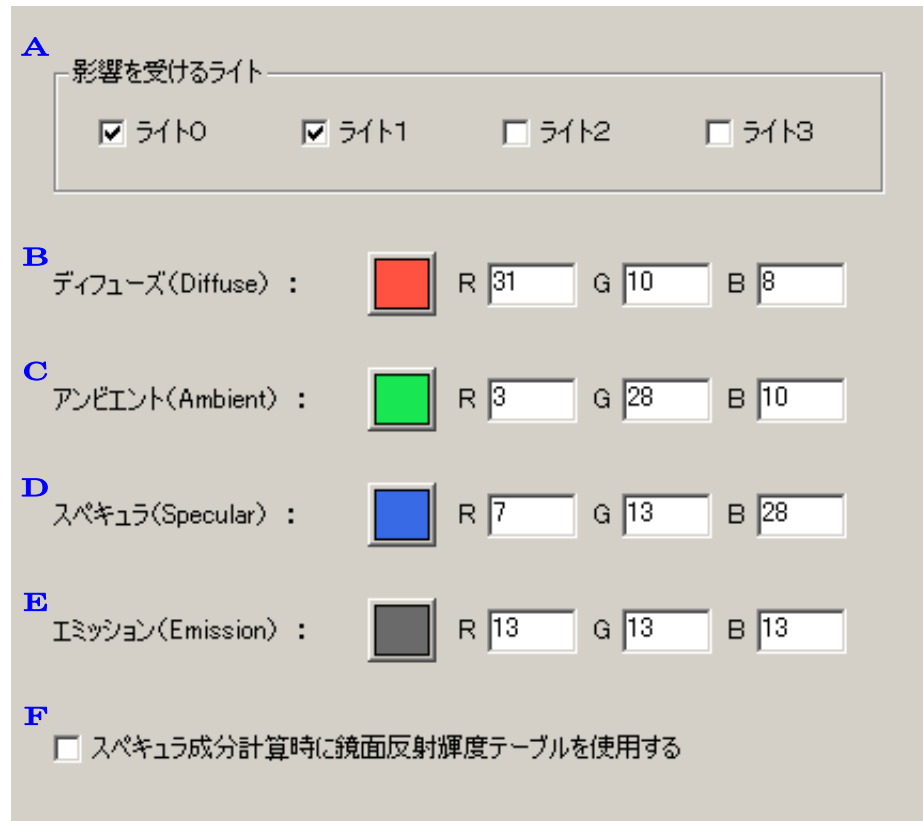 A
影響を受けるライト
ライト0 ライト1 ライト2 ライト3
B
ディフューズ(Diffuse) : R 31 G 10 B 8
C
アンビエント(Ambient) : R 3 G 28 B 10
D
スペキュラ(Specular) : R 7 G 13 B 28
E
エミッション(Emission) : R 13 G 13 B 13
F
スペキュラ成分計算時に鏡面反射輝度テーブルを使用する